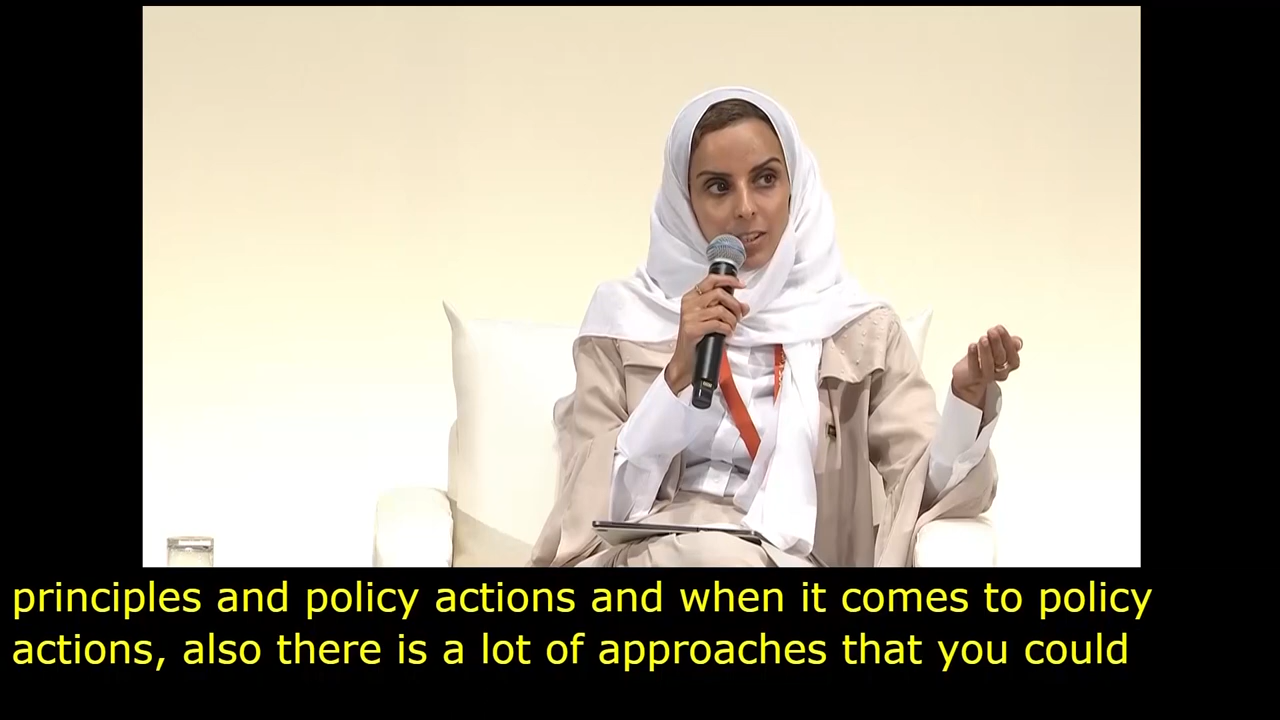 principles and policy actions and when it comes to policy
actions, also there is a lot of approaches that you could